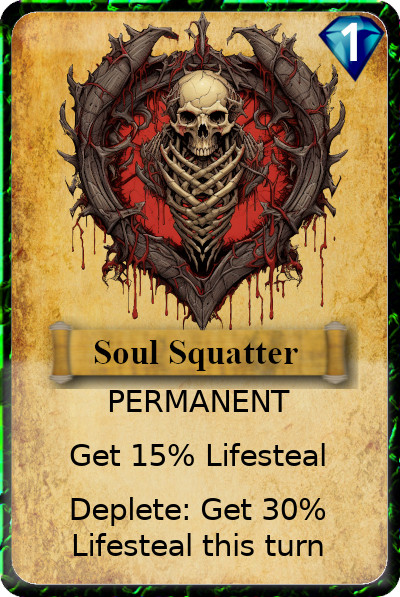 1
Soul Squatter
PERMANENT
Get 15% Lifesteal
Deplete: Get 30%
Lifesteal this turn